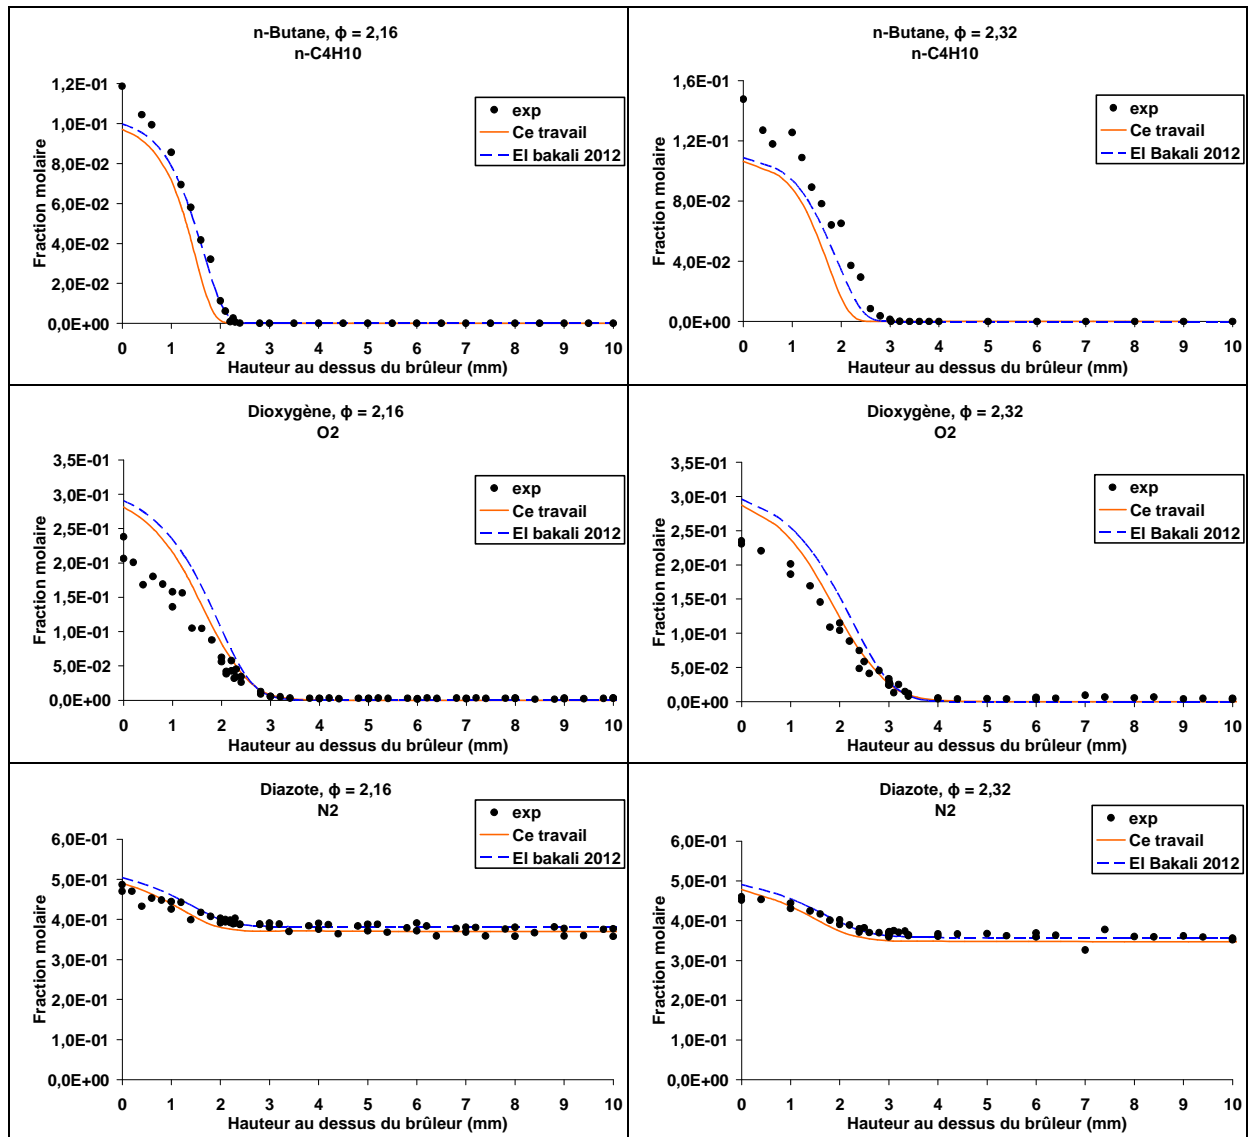 n-Butane, ϕ = 2,16
n-C4H10
1,2E-01
1,0E-01
8,0E-02
6,0E-02
4,0E-02
2,0E-02
0,0E+00
Fraction molaire
exp
Ce travail
El bakali 2012
0 1 2 3 4 5 6 7 8 9 10
Hauteur au dessus du brûleur (mm)
n-Butane, ϕ = 2,32
n-C4H10
1,6E-01
1,2E-01
8,0E-02
4,0E-02
0,0E+00
Fraction molaire
exp
Ce travail
El Bakali 2012
0 1 2 3 4 5 6 7 8 9 10
Hauteur au dessus du brûleur (mm)
Dioxygène, ϕ = 2,16
O2
3,5E-01
3,0E-01
2,5E-01
2,0E-01
1,5E-01
1,0E-01
5,0E-02
0,0E+00
Fraction molaire
exp
Ce travail
El bakali 2012
0 1 2 3 4 5 6 7 8 9 10
Hauteur au dessus du brûleur (mm)
Dioxygène, ϕ = 2,32
O2
3,5E-01
3,0E-01
2,5E-01
2,0E-01
1,5E-01
1,0E-01
5,0E-02
0,0E+00
Fraction molaire
exp
Ce travail
El Bakali 2012
0 1 2 3 4 5 6 7 8 9 10
Hauteur au dessus du brûleur (mm)
Diazote, ϕ = 2,16
N2
6,0E-01
5,0E-01
4,0E-01
3,0E-01
2,0E-01
1,0E-01
0,0E+00
Fraction molaire
exp
Ce travail
El bakali 2012
0 1 2 3 4 5 6 7 8 9 10
Hauteur au dessus du brûleur (mm)
Diazote, ϕ = 2,32
N2
6,0E-01
5,0E-01
4,0E-01
3,0E-01
2,0E-01
1,0E-01
0,0E+00
Fraction molaire
exp
Ce travail
El Bakali 2012
0 1 2 3 4 5 6 7 8 9 10
Hauteur au dessus du brûleur (mm)